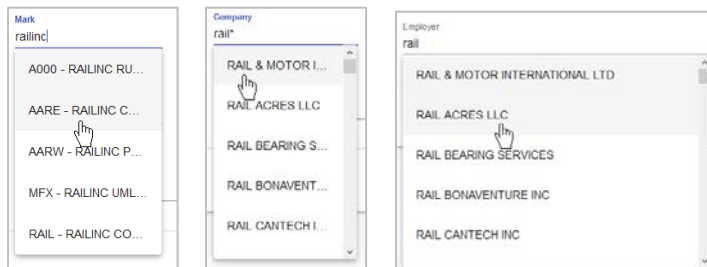 Mark
railinc
A000 - RAILINC RU...
AARE - RAILINC C...
AARW - RAILINC P...
MFX - RAILINC UML...
RAIL - RAILINC CO...
Company
rail*
RAIL & MOTOR I...
RAIL ACRES LLC
RAIL BEARING S...
RAIL BONAVENT...
RAIL CANTECH I...
Employer
rail
RAIL & MOTOR INTERNATIONAL LTD
RAIL ACRES LLC
RAIL BEARING SERVICES
RAIL BONAVENTURE INC
RAIL CANTECH INC